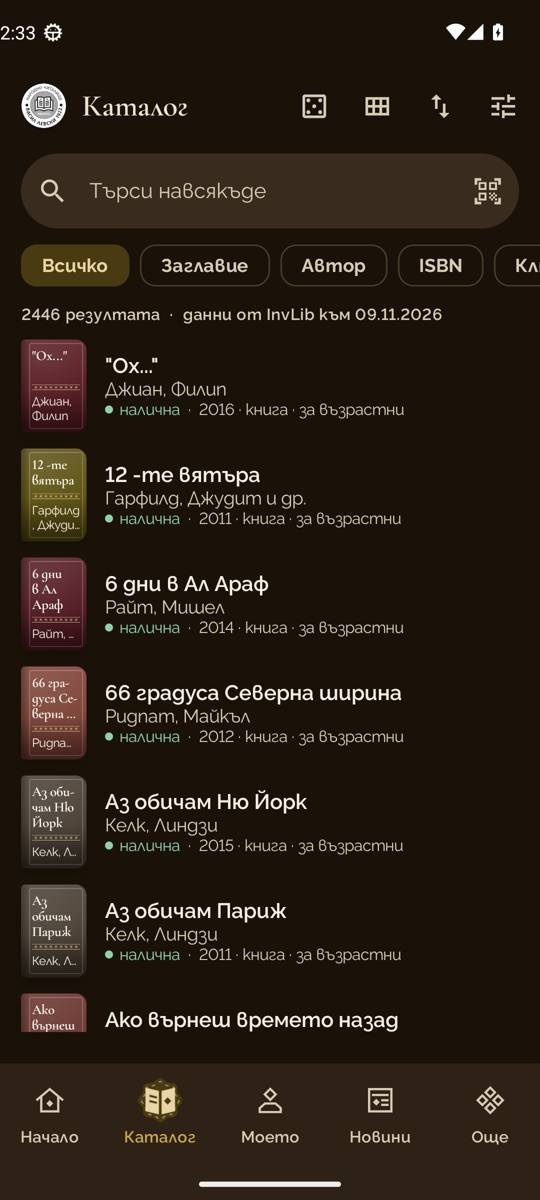 2:33
Каталог
Търси навсякъде
Всичко
Заглавие
Автор
ISBN
Кл
2446 резултата · данни от InvLib към 09.11.2026
"Ох..."
Джиан,
Филип
"Ох..."
Джиан, Филип
налична · 2016 · книга · за възрастни
12 -те
вятъра
Гарфилд
, Джуди...
12 -те вятъра
Гарфилд, Джудит и др.
налична · 2011 · книга · за възрастни
6 дни
в Ал
Араф
Райт, ...
6 дни в Ал Араф
Райт, Мишел
налична · 2014 · книга · за възрастни
66 гра-
дуса Се-
верна ...
Ридпа...
66 градуса Северна ширина
Ридпат, Майкъл
налична · 2012 · книга · за възрастни
Аз оби-
чам Ню
Йорк
Келк, Л...
Аз обичам Ню Йорк
Келк, Линдзи
налична · 2015 · книга · за възрастни
Аз
обичам
Париж
Келк, Л...
Аз обичам Париж
Келк, Линдзи
налична · 2011 · книга · за възрастни
Ако
върнеш
Ако върнеш времето назад
Начало
Каталог
Моето
Новини
Още